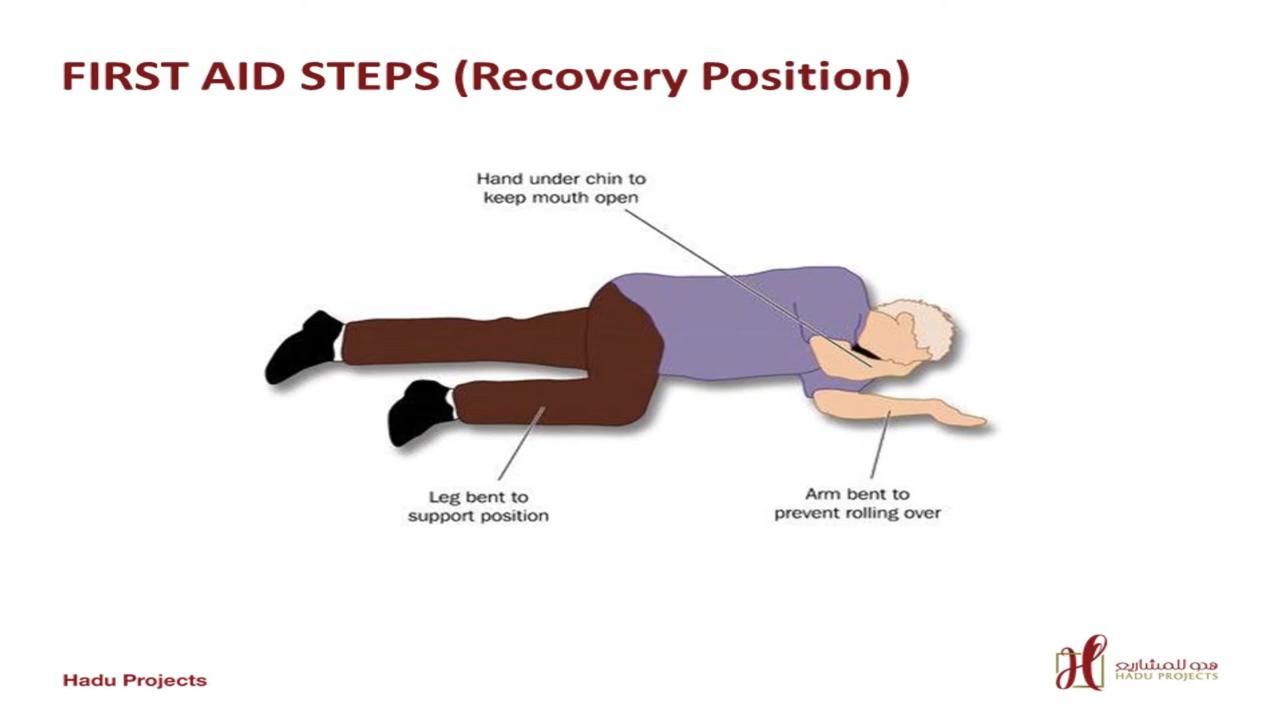 FIRST AID STEPS (Recovery Position)
Hand under chin to
keep mouth open
Leg bent to
support position
Arm bent to
prevent rolling over
Hadu Projects
هدو للمشاريع
HADU PROJECTS